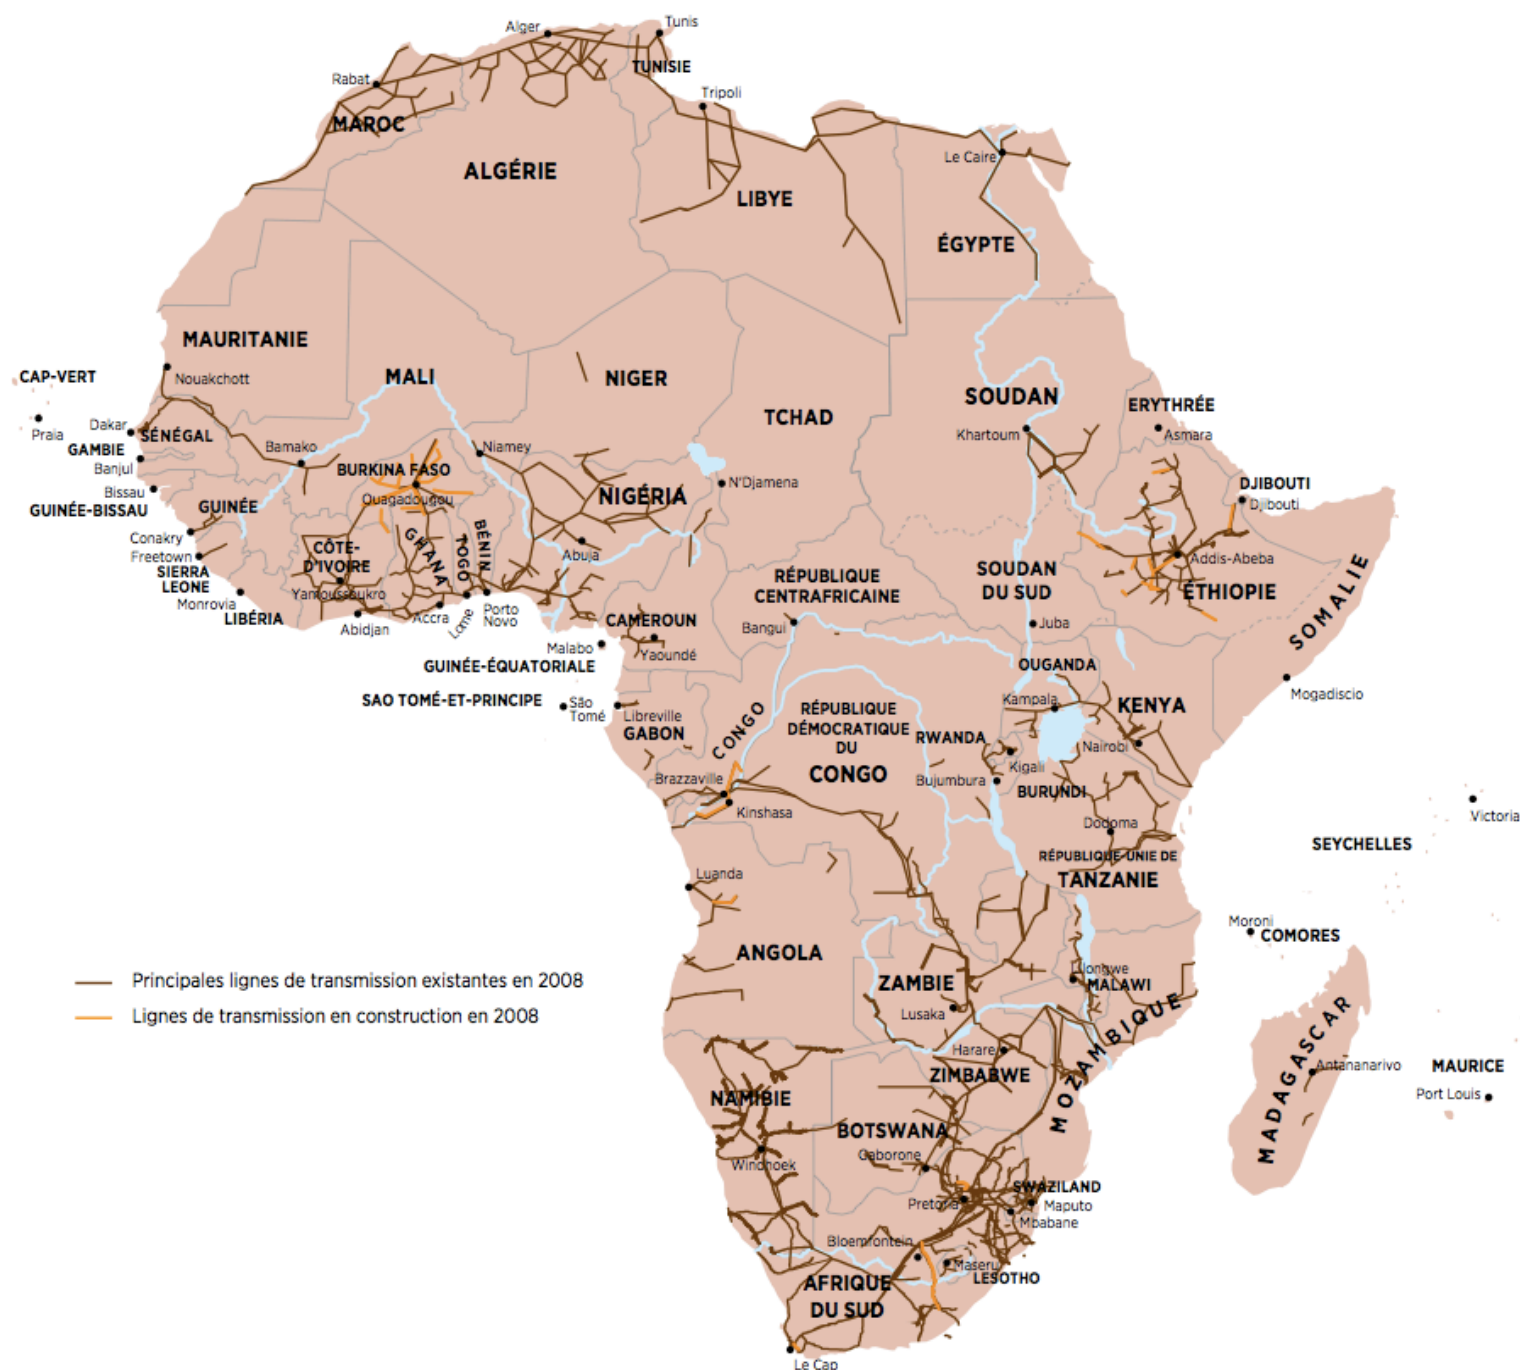 Alger
Tunis
TUNISIE
Rabat
Tripoli
MAROC
Le Caire
ALGÉRIE
LIBYE
ÉGYPTE
MAURITANIE
Nouakchott
CAP-VERT
Praia
MALI
NIGER
TCHAD
SOUDAN
Khartoum
ERYTHRÉE
Asmara
Dakar
SÉNÉGAL
GAMBIE
Banjul
Bamako
Niamey
BURKINA FASO
Ouagadougou
NIGÉRIA
N'Djamena
DJIBOUTI
Djibouti
Bissau
GUINÉE-BISSAU
GUINÉE
Conakry
Freetown
SIERRA
LEONE
Monrovia
LIBÉRIA
CÔTE-
D'IVOIRE
Yamoussoukro
Abidjan
GHANA
Accra
TOGO
Lome
BÉNIN
Porto
Novo
Abuja
Addis-Abeba
ÉTHIOPIE
SOMALIE
Mogadiscio
SOUDAN
DU SUD
Juba
RÉPUBLIQUE
CENTRAFRICAINE
Bangui
CAMEROUN
Yaoundé
Malabo
GUINÉE-ÉQUATORIALE
SAO TOMÉ-ET-PRINCIPE
São
Tomé
Libreville
GABON
CONGO
Brazzaville
Kinshasa
RÉPUBLIQUE
DÉMOCRATIQUE
DU
CONGO
OUGANDA
Kampala
KENYA
Nairobi
RWANDA
Kigali
Bujumbura
BURUNDI
Dodoma
RÉPUBLIQUE-UNIE DE
TANZANIE
Victoria
SEYCHELLES
Luanda
ANGOLA
Moroni
COMORES
ZAMBIE
Lusaka
Lilongwe
MALAWI
Principales lignes de transmission existantes en 2008
Lignes de transmission en construction en 2008
Harare
ZIMBABWE
MOZAMBIQUE
MADAGASCAR
Antananarivo
MAURICE
Port Louis
NAMIBIE
Windhoek
BOTSWANA
Gaborone
SWAZILAND
Pretoria
Maputo
Mbabane
Bloemfontein
Maseru
LESOTHO
AFRIQUE
DU SUD
Le Cap